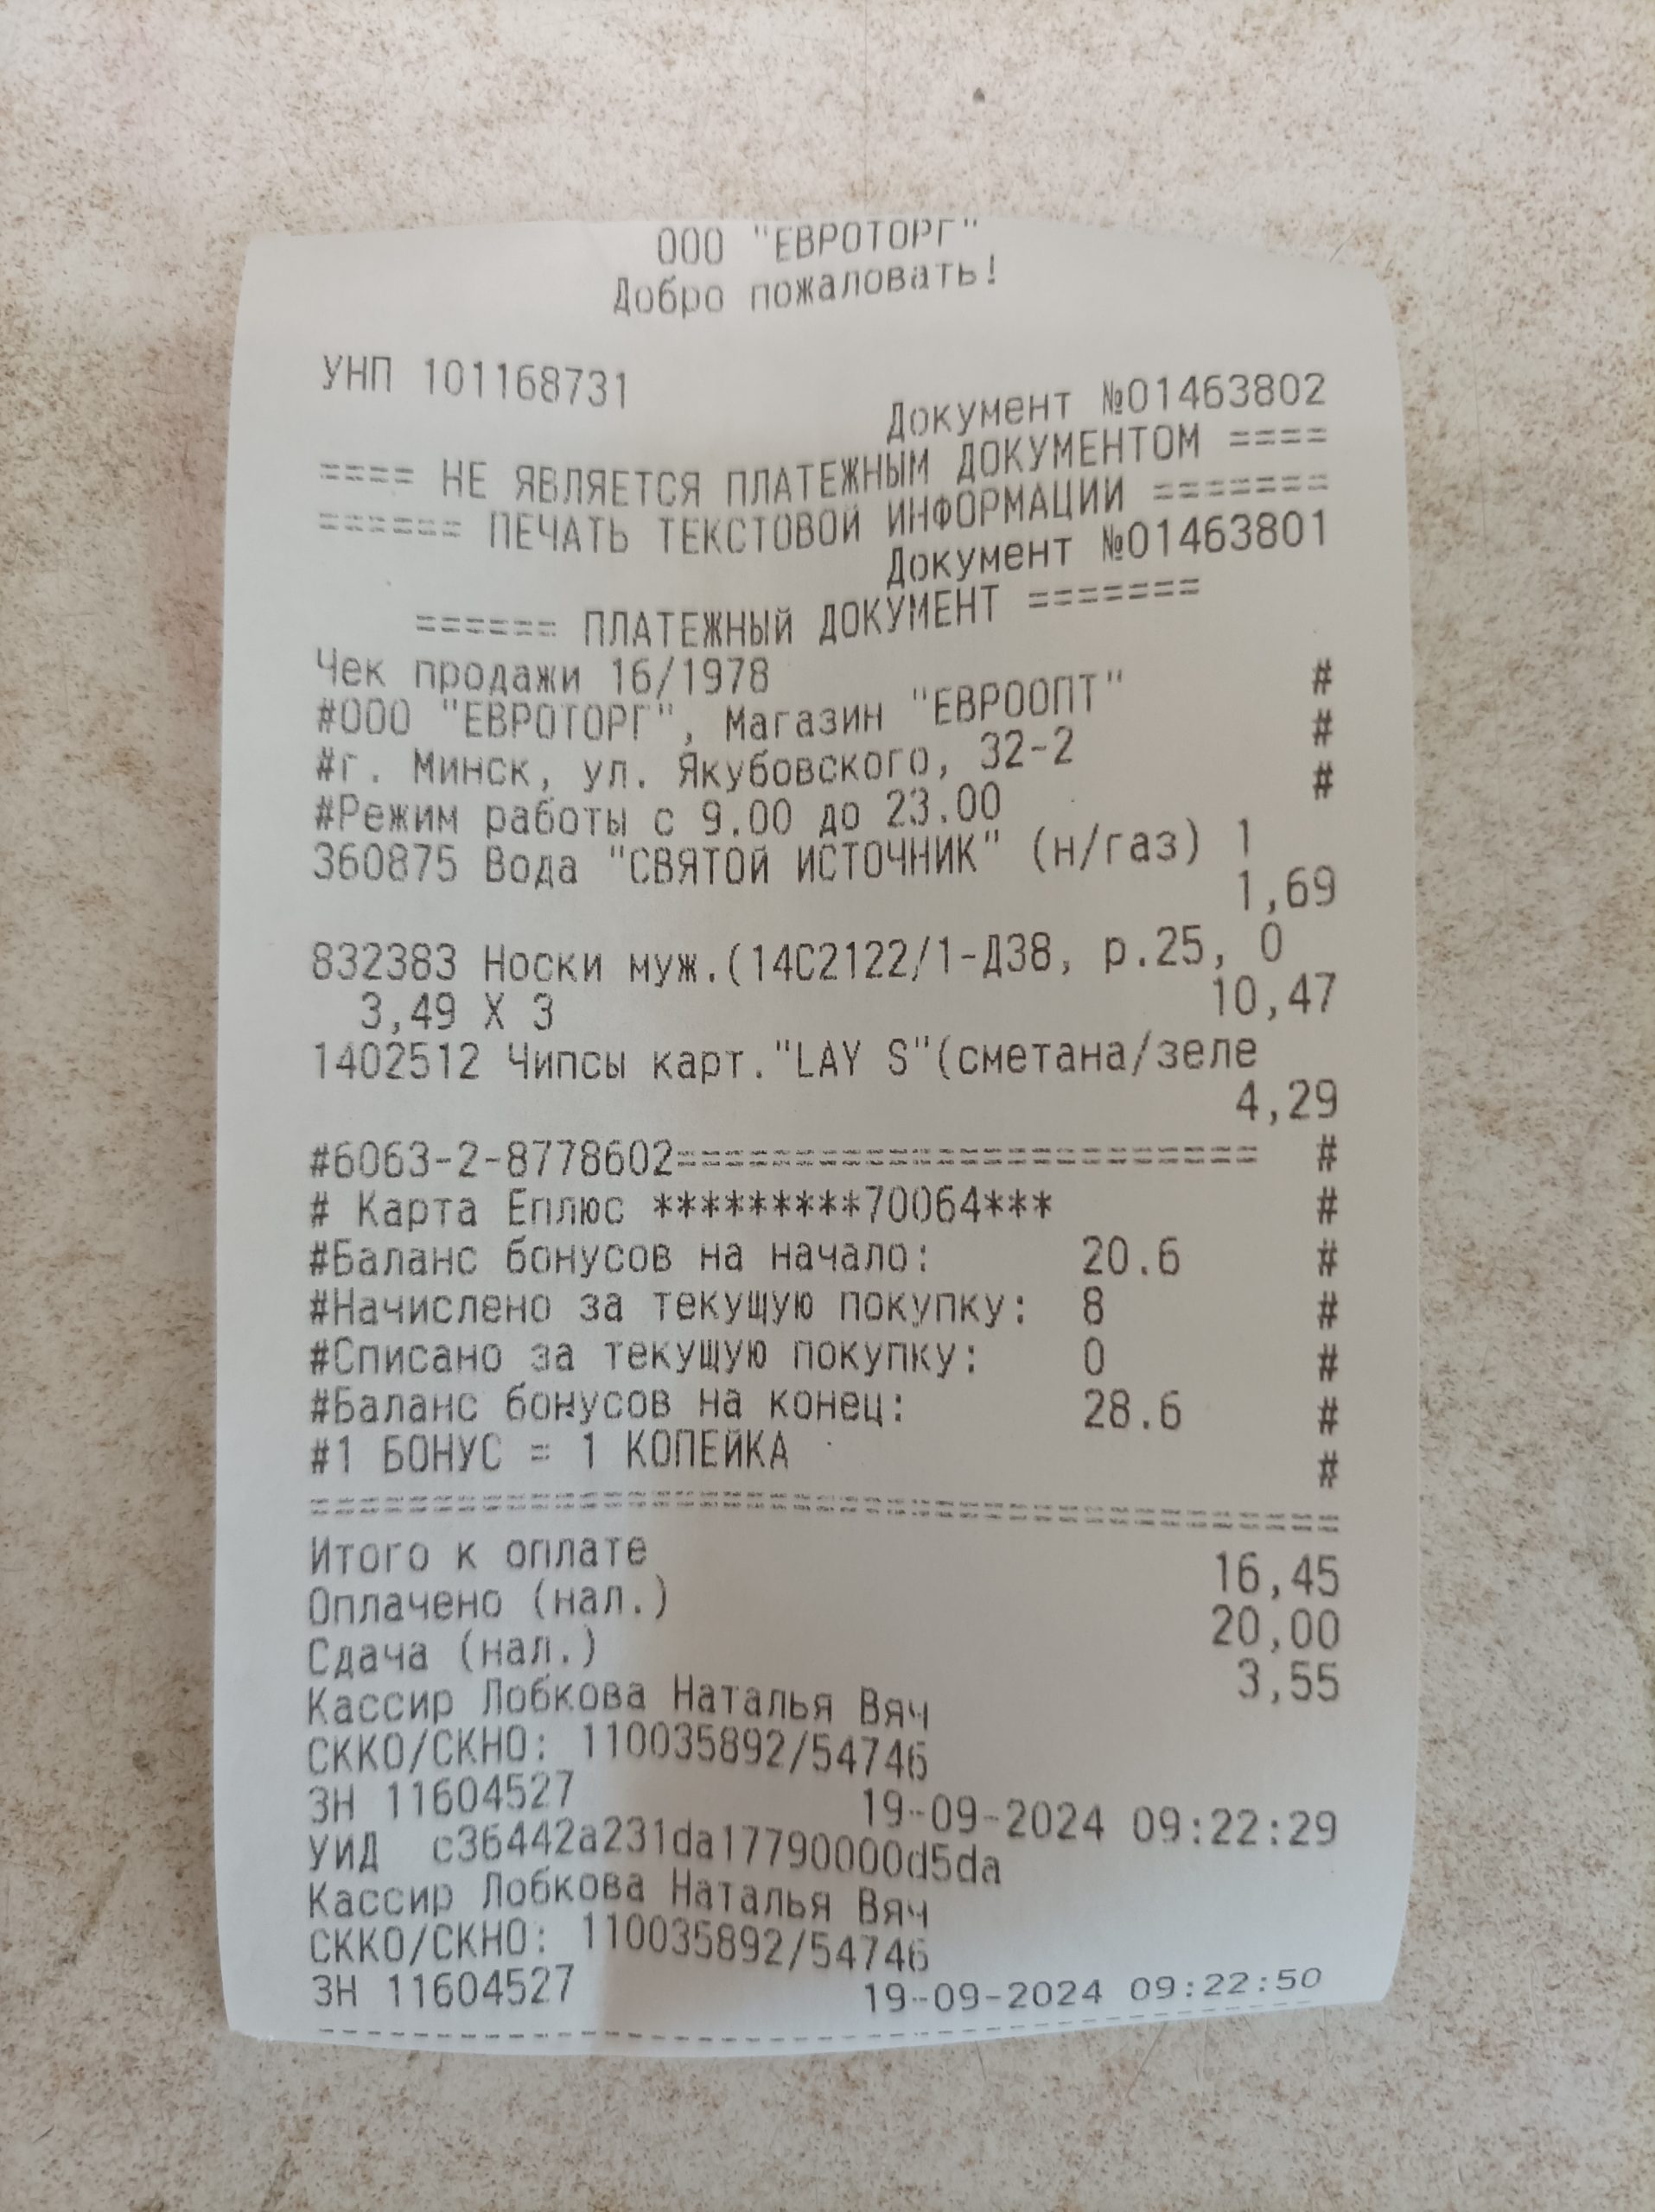 ООО "ЕВРОТОРГ"
Добро пожаловать!
УНП 101168731
Документ №01463802
==== НЕ ЯВЛЯЕТСЯ ПЛАТЕЖНЫМ ДОКУМЕНТОМ ====
====== ПЕЧАТЬ ТЕКСТОВОЙ ИНФОРМАЦИИ =======
Документ №01463801
====== ПЛАТЕЖНЫЙ ДОКУМЕНТ =======
Чек продажи 16/1978
#ООО "ЕВРОТОРГ", Магазин "ЕВРООПТ" #
#г. Минск, ул. Якубовского, 32-2 #
#Режим работы с 9.00 до 23.00 #
360875 Вода "СВЯТОЙ ИСТОЧНИК" (н/газ) 1
1,69
832383 Носки муж.(14С2122/1-Д38, р.25, 0
3,49 X 3 10,47
1402512 Чипсы карт."LAY S"(сметана/зеле
4,29
#6063-2-8778602======================== #
# Карта Еплюс *********70064*** #
#Баланс бонусов на начало: 20.6 #
#Начислено за текущую покупку: 8 #
#Списано за текущую покупку: 0 #
#Баланс бонусов на конец: 28.6 #
#1 БОНУС = 1 КОПЕЙКА #
===========================================
Итого к оплате 16,45
Оплачено (нал.) 20,00
Сдача (нал.) 3,55
Кассир Лобкова Наталья Вяч
СККО/СКНО: 110035892/54746
ЗН 11604527 19-09-2024 09:22:29
УИД c36442a231da17790000d5da
Кассир Лобкова Наталья Вяч
СККО/СКНО: 110035892/54746
ЗН 11604527 19-09-2024 09:22:50